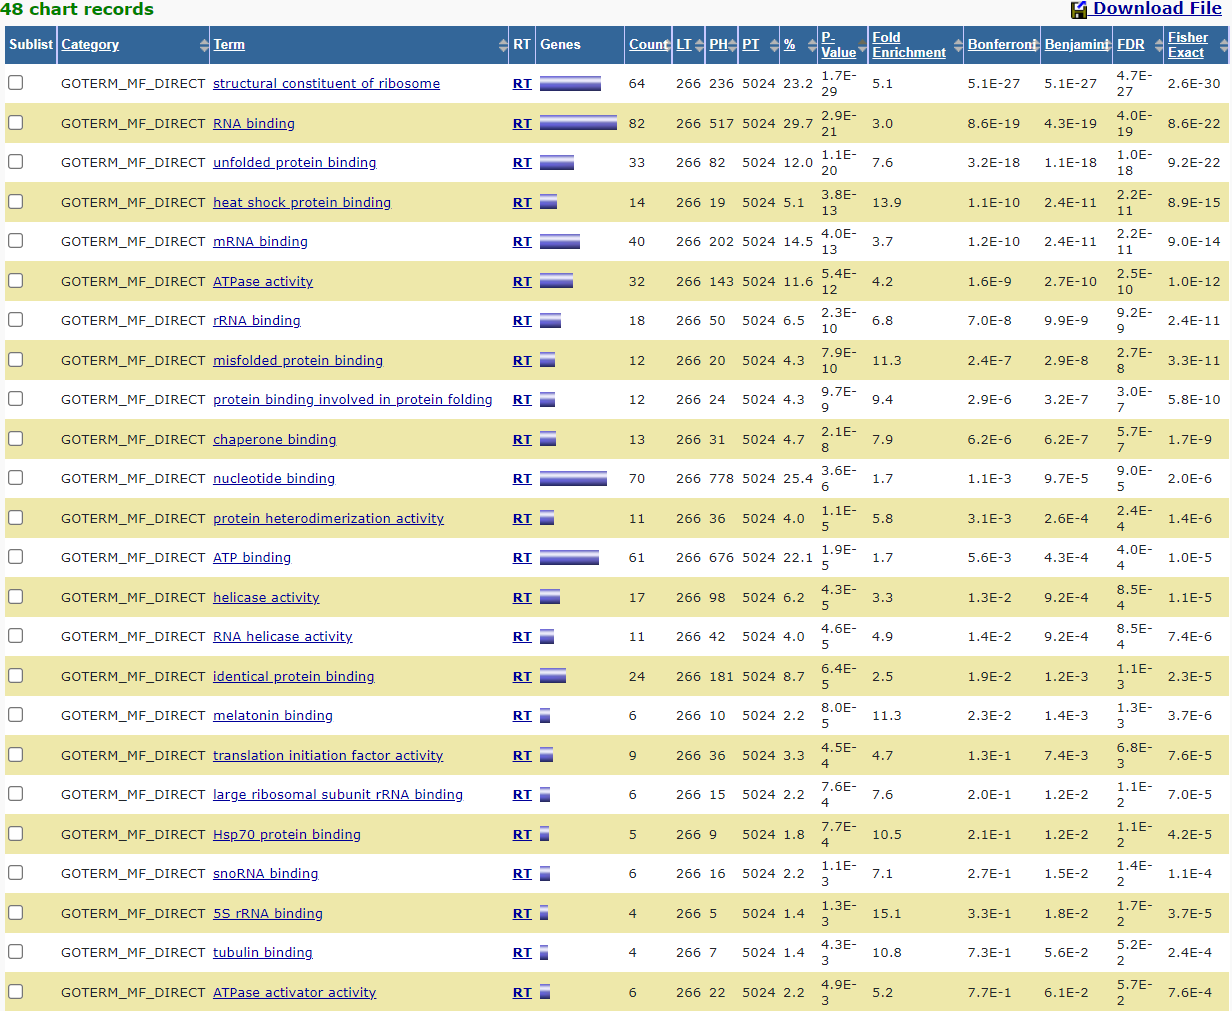 48 chart records Download File
Sublist Category Term RT Genes Count LT PH PT % P-Value Fold Enrichment Bonferroni Benjamini FDR Fisher Exact
GOTERM_MF_DIRECT structural constituent of ribosome RT 64 266 236 5024 23.2 1.7E-29 5.1 5.1E-27 5.1E-27 4.7E-27 2.6E-30
GOTERM_MF_DIRECT RNA binding RT 82 266 517 5024 29.7 2.9E-21 3.0 8.6E-19 4.3E-19 4.0E-19 8.6E-22
GOTERM_MF_DIRECT unfolded protein binding RT 33 266 82 5024 12.0 1.1E-20 7.6 3.2E-18 1.1E-18 1.0E-18 9.2E-22
GOTERM_MF_DIRECT heat shock protein binding RT 14 266 19 5024 5.1 3.8E-13 13.9 1.1E-10 2.4E-11 2.2E-11 8.9E-15
GOTERM_MF_DIRECT mRNA binding RT 40 266 202 5024 14.5 4.0E-13 3.7 1.2E-10 2.4E-11 2.2E-11 9.0E-14
GOTERM_MF_DIRECT ATPase activity RT 32 266 143 5024 11.6 5.4E-12 4.2 1.6E-9 2.7E-10 2.5E-10 1.0E-12
GOTERM_MF_DIRECT rRNA binding RT 18 266 50 5024 6.5 2.3E-10 6.8 7.0E-8 9.9E-9 9.2E-9 2.4E-11
GOTERM_MF_DIRECT misfolded protein binding RT 12 266 20 5024 4.3 7.9E-10 11.3 2.4E-7 2.9E-8 2.7E-8 3.3E-11
GOTERM_MF_DIRECT protein binding involved in protein folding RT 12 266 24 5024 4.3 9.7E-9 9.4 2.9E-6 3.2E-7 3.0E-7 5.8E-10
GOTERM_MF_DIRECT chaperone binding RT 13 266 31 5024 4.7 2.1E-8 7.9 6.2E-6 6.2E-7 5.7E-7 1.7E-9
GOTERM_MF_DIRECT nucleotide binding RT 70 266 778 5024 25.4 3.6E-6 1.7 1.1E-3 9.7E-5 9.0E-5 2.0E-6
GOTERM_MF_DIRECT protein heterodimerization activity RT 11 266 36 5024 4.0 1.1E-5 5.8 3.1E-3 2.6E-4 2.4E-4 1.4E-6
GOTERM_MF_DIRECT ATP binding RT 61 266 676 5024 22.1 1.9E-5 1.7 5.6E-3 4.3E-4 4.0E-4 1.0E-5
GOTERM_MF_DIRECT helicase activity RT 17 266 98 5024 6.2 4.3E-5 3.3 1.3E-2 9.2E-4 8.5E-4 1.1E-5
GOTERM_MF_DIRECT RNA helicase activity RT 11 266 42 5024 4.0 4.6E-5 4.9 1.4E-2 9.2E-4 8.5E-4 7.4E-6
GOTERM_MF_DIRECT identical protein binding RT 24 266 181 5024 8.7 6.4E-5 2.5 1.9E-2 1.2E-3 1.1E-3 2.3E-5
GOTERM_MF_DIRECT melatonin binding RT 6 266 10 5024 2.2 8.0E-5 11.3 2.3E-2 1.4E-3 1.3E-3 3.7E-6
GOTERM_MF_DIRECT translation initiation factor activity RT 9 266 36 5024 3.3 4.5E-4 4.7 1.3E-1 7.4E-3 6.8E-3 7.6E-5
GOTERM_MF_DIRECT large ribosomal subunit rRNA binding RT 6 266 15 5024 2.2 7.6E-4 7.6 2.0E-1 1.2E-2 1.1E-2 7.0E-5
GOTERM_MF_DIRECT Hsp70 protein binding RT 5 266 9 5024 1.8 7.7E-4 10.5 2.1E-1 1.2E-2 1.1E-2 4.2E-5
GOTERM_MF_DIRECT snoRNA binding RT 6 266 16 5024 2.2 1.1E-3 7.1 2.7E-1 1.5E-2 1.4E-2 1.1E-4
GOTERM_MF_DIRECT 5S rRNA binding RT 4 266 5 5024 1.4 1.3E-3 15.1 3.3E-1 1.8E-2 1.7E-2 3.7E-5
GOTERM_MF_DIRECT tubulin binding RT 4 266 7 5024 1.4 4.3E-3 10.8 7.3E-1 5.6E-2 5.2E-2 2.4E-4
GOTERM_MF_DIRECT ATPase activator activity RT 6 266 22 5024 2.2 4.9E-3 5.2 7.7E-1 6.1E-2 5.7E-2 7.6E-4